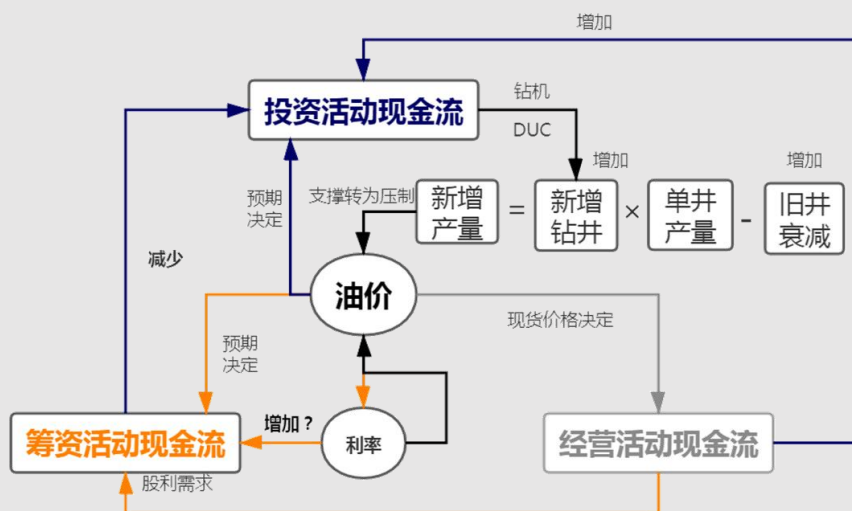 增加
投资活动现金流
钻机
DUC
增加
增加
预期
决定
支撑转为压制
新增
产量
=
新增
钻井
×
单井
产量
-
旧井
衰减
减少
油价
现货价格决定
预期
决定
增加？
利率
筹资活动现金流
经营活动现金流
股利需求